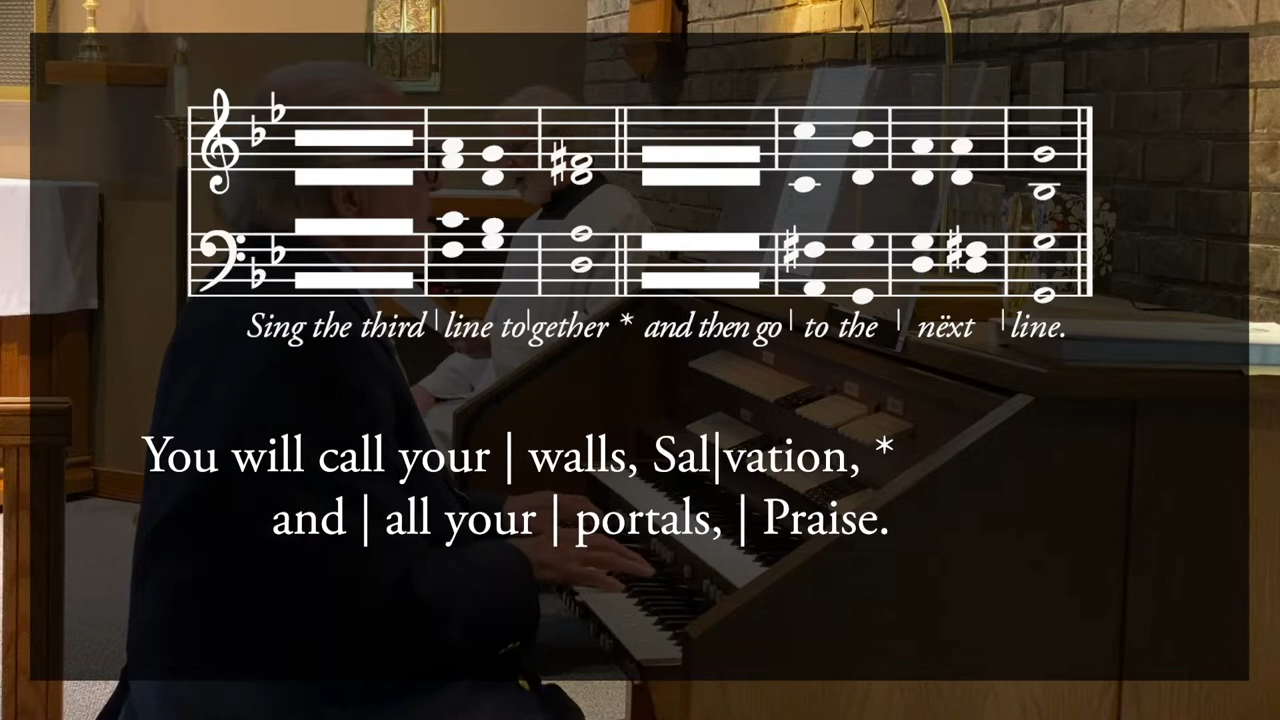 Sing the third | line to|gether * and then go | to the | nëxt | line.
You will call your | walls, Sal|vation, *
and | all your | portals, | Praise.